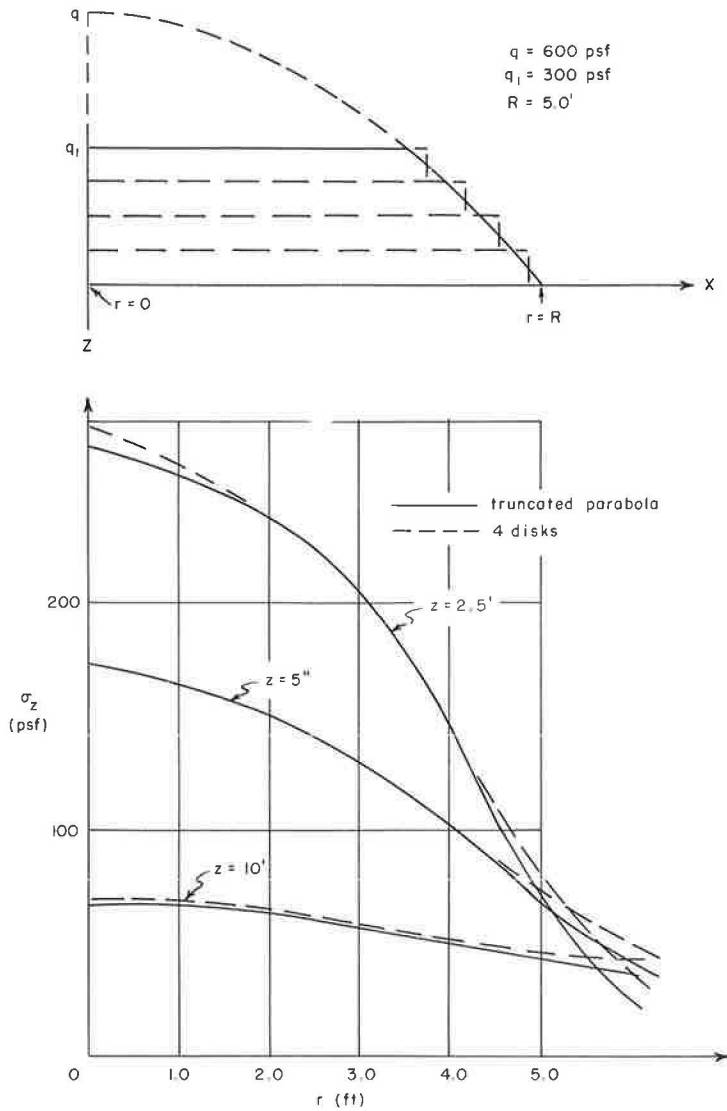 q
q = 600 psf
q₁ = 300 psf
R = 5.0'
q₁
X
r = 0
r = R
Z
truncated parabola
4 disks
200
z = 2.5'
z = 5"
σz
(psf)
100
z = 10'
0
0 1.0 2.0 3.0 4.0 5.0
r (ft)